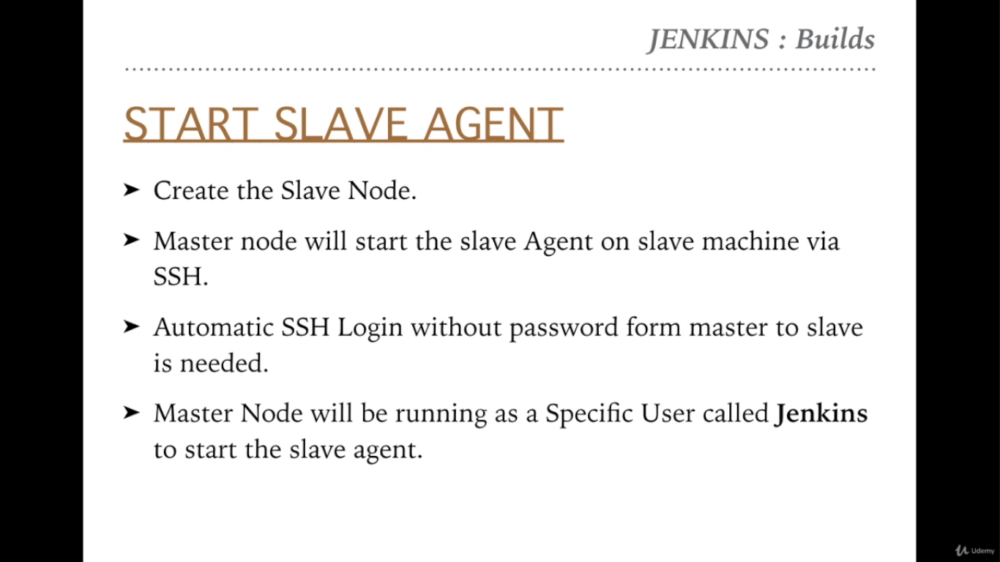 JENKINS : Builds
START SLAVE AGENT
➤ Create the Slave Node.
➤ Master node will start the slave Agent on slave machine via
SSH.
➤ Automatic SSH Login without password form master to slave
is needed.
➤ Master Node will be running as a Specific User called Jenkins
to start the slave agent.
Udemy